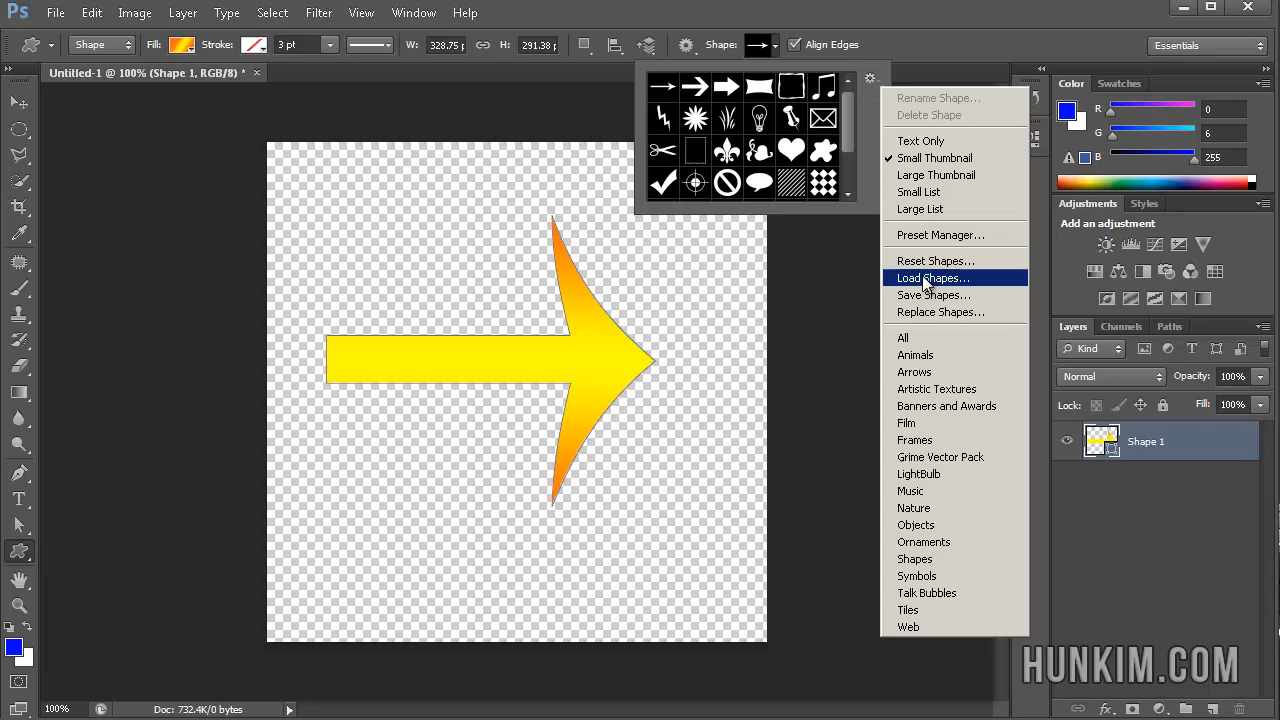 Ps File Edit Image Layer Type Select Filter View Window Help
Shape Fill: Stroke: 3 pt W: 328.75 p H: 291.38 p Shape: Align Edges Essentials
Untitled-1 @ 100% (Shape 1, RGB/8) * ×
Rename Shape...
Delete Shape
Text Only
Small Thumbnail
Large Thumbnail
Small List
Large List
Preset Manager...
Reset Shapes...
Load Shapes...
Save Shapes...
Replace Shapes...
All
Animals
Arrows
Artistic Textures
Banners and Awards
Film
Frames
Grime Vector Pack
LightBulb
Music
Nature
Objects
Ornaments
Shapes
Symbols
Talk Bubbles
Tiles
Web
Color Swatches
R 0
G 6
B 255
Adjustments Styles
Add an adjustment
Layers Channels Paths
Kind
Normal Opacity: 100%
Lock: Fill: 100%
Shape 1
HUNKIM.COM
100% Doc: 732.4K/0 bytes